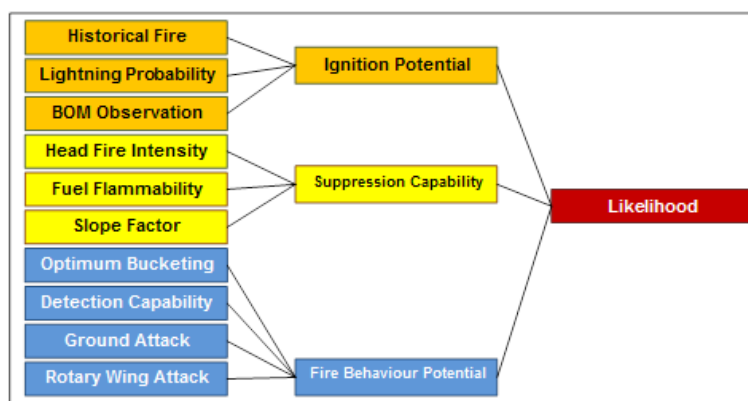 Historical Fire
Lightning Probability
BOM Observation
Head Fire Intensity
Fuel Flammability
Slope Factor
Optimum Bucketing
Detection Capability
Ground Attack
Rotary Wing Attack
Ignition Potential
Suppression Capability
Fire Behaviour Potential
Likelihood